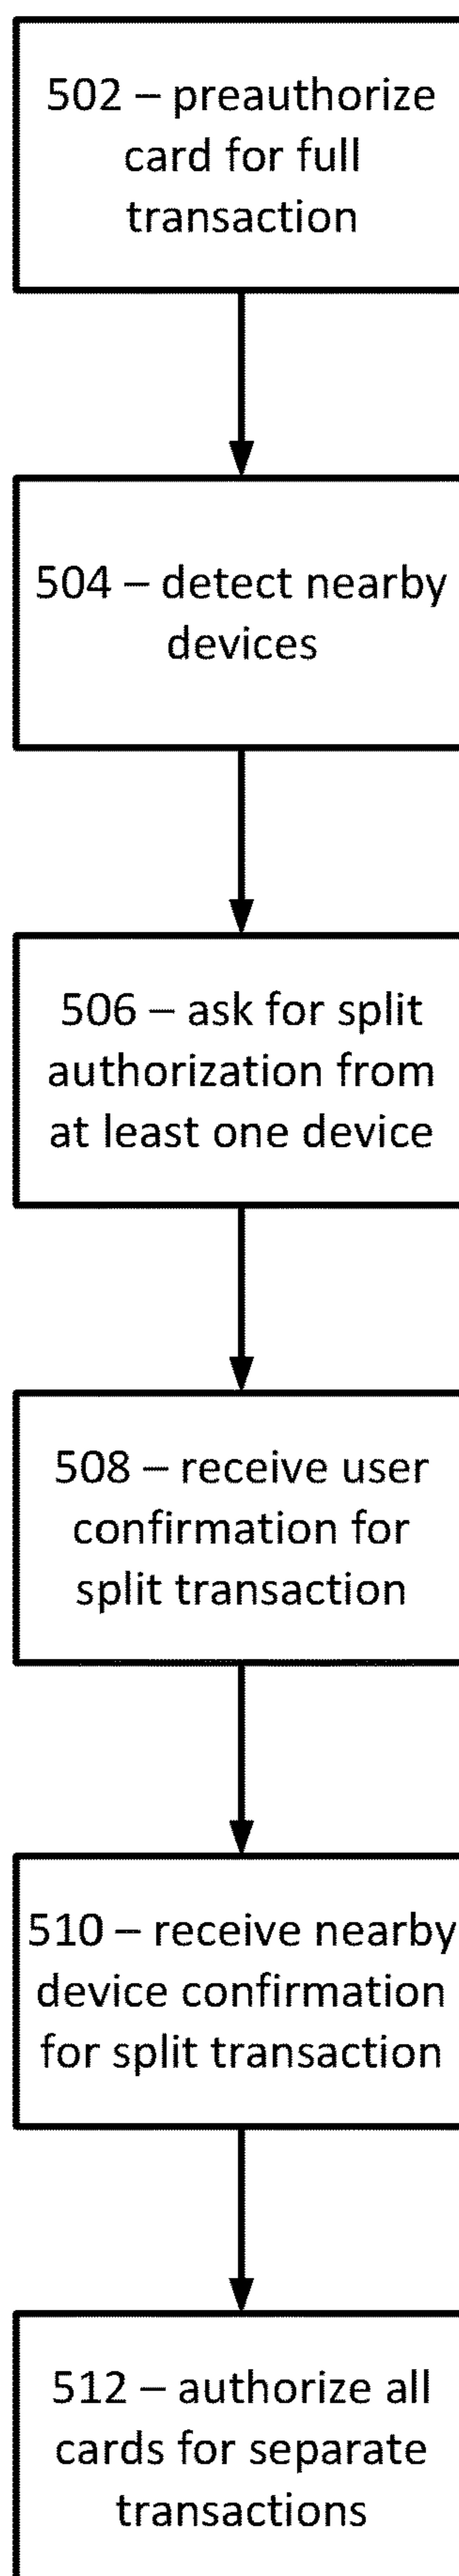 502 – preauthorize
card for full
transaction
504 – detect nearby
devices
506 – ask for split
authorization from
at least one device
508 – receive user
confirmation for
split transaction
510 – receive nearby
device confirmation
for split transaction
512 – authorize all
cards for separate
transactions